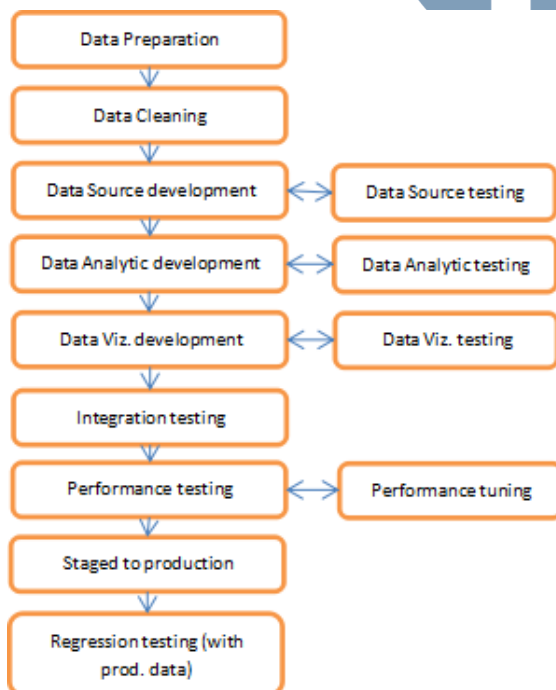 Data Preparation
Data Cleaning
Data Source development
Data Source testing
Data Analytic development
Data Analytic testing
Data Viz. development
Data Viz. testing
Integration testing
Performance testing
Performance tuning
Staged to production
Regression testing (with
prod. data)